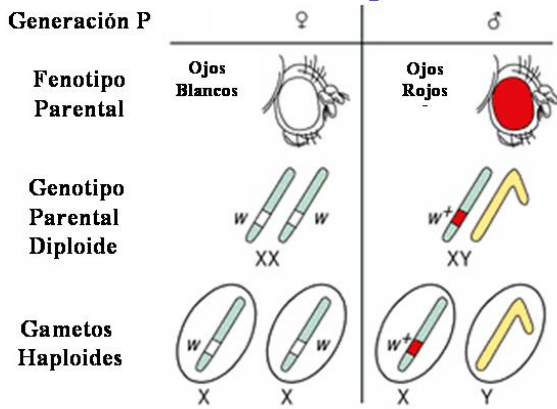 Generación P ♀ ♂
Fenotipo
Parental
Ojos
Blancos
Ojos
Rojos
Genotipo
Parental
Diploide
w w
XX
w+
XY
Gametos
Haploides
w w
X X
w+
X Y